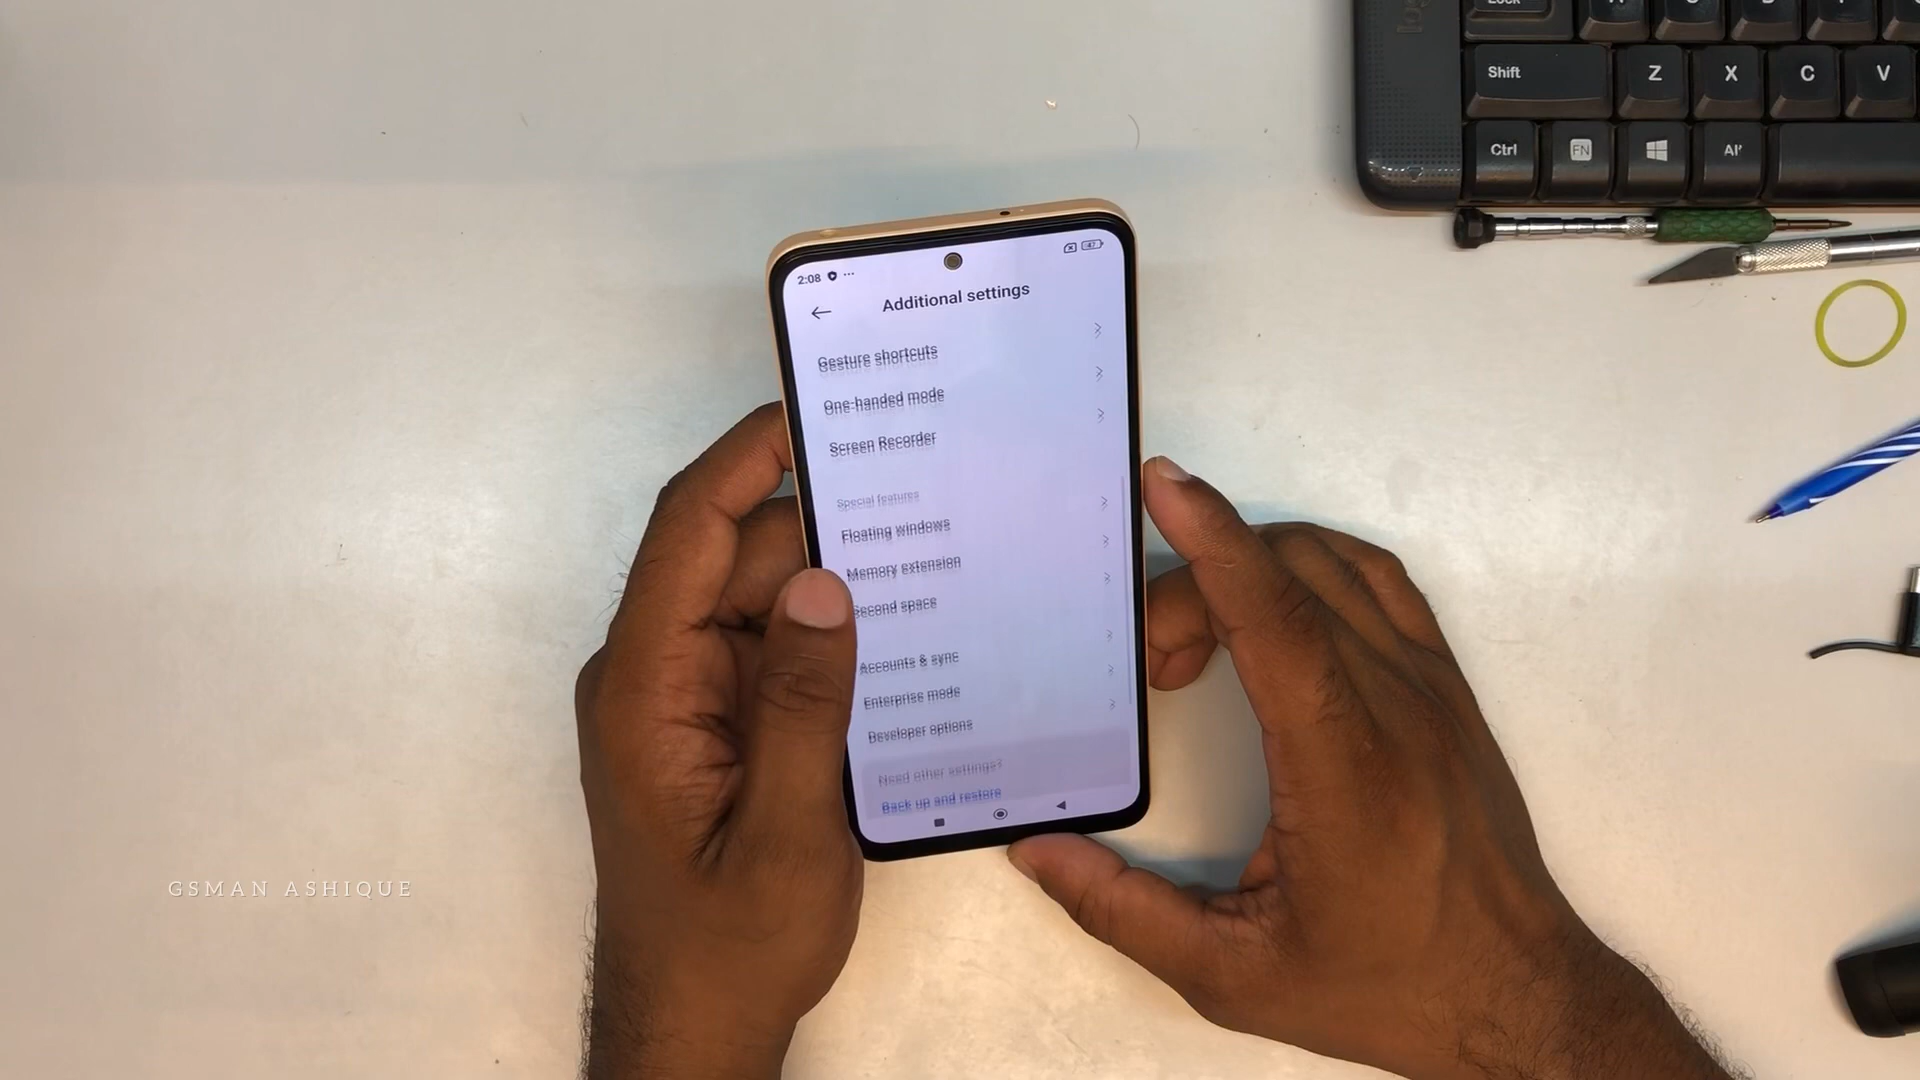 Lock
Shift
Z
X
C
V
Ctrl
FN
2:08
Additional settings
Gesture shortcuts
One-handed mode
Screen Recorder
Special features
Floating windows
Memory extension
Second space
Accounts & sync
Enterprise mode
Developer options
Need other settings?
Back up and restore
GSMAN ASHIQUE